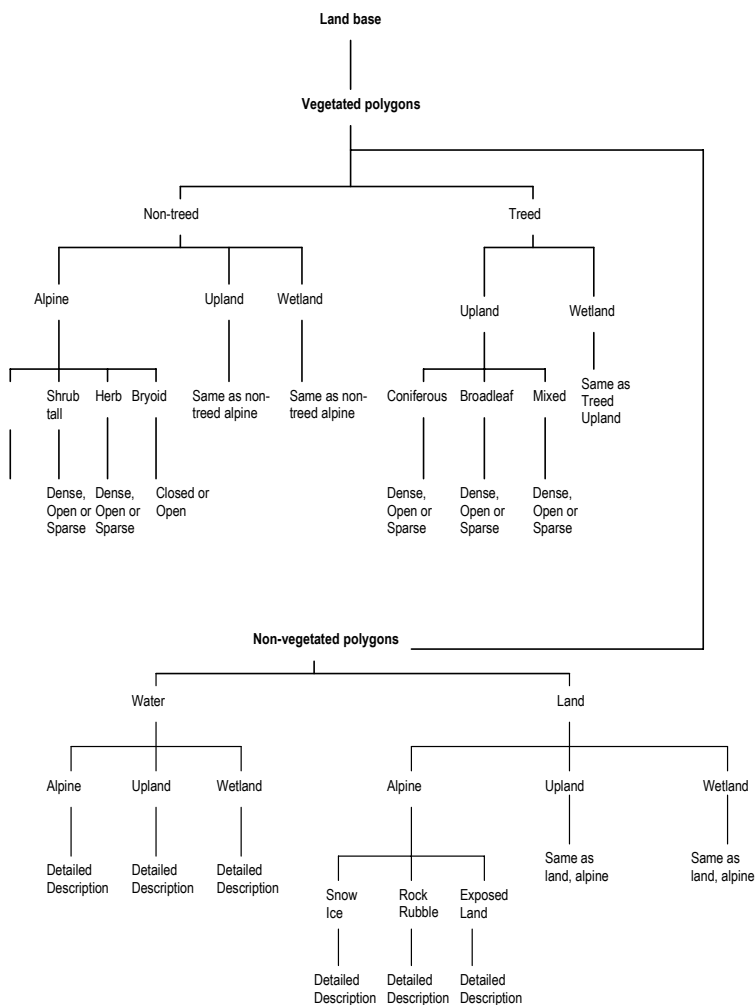 Land base
Vegetated polygons
Non-treed
Treed
Alpine
Upland
Wetland
Upland
Wetland
Shrub
tall
Herb
Bryoid
Same as non-
treed alpine
Same as non-
treed alpine
Coniferous
Broadleaf
Mixed
Same as
Treed
Upland
Dense,
Open or
Sparse
Dense,
Open or
Sparse
Closed or
Open
Dense,
Open or
Sparse
Dense,
Open or
Sparse
Dense,
Open or
Sparse
Non-vegetated polygons
Water
Land
Alpine
Upland
Wetland
Alpine
Upland
Wetland
Detailed
Description
Detailed
Description
Detailed
Description
Same as
land, alpine
Same as
land, alpine
Snow
Ice
Rock
Rubble
Exposed
Land
Detailed
Description
Detailed
Description
Detailed
Description